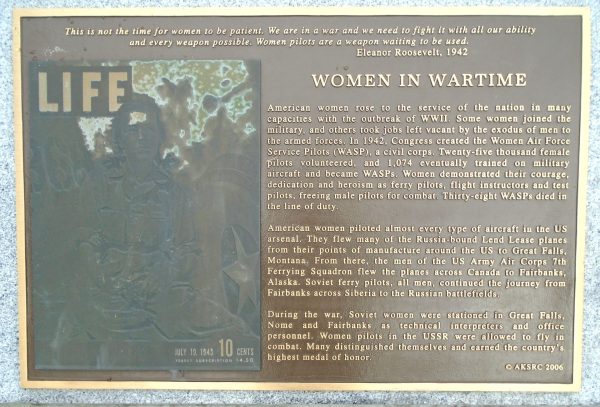 This is not the time for women to be patient. We are in a war and we need to fight it with all our ability
and every weapon possible. Women pilots are a weapon waiting to be used.
Eleanor Roosevelt, 1942
LIFE
JULY 19, 1943 10 CENTS
YEARLY SUBSCRIPTION $4.50
WOMEN IN WARTIME
American women rose to the service of the nation in many
capacities with the outbreak of WWII. Some women joined the
military, and others took jobs left vacant by the exodus of men to
the armed forces. In 1942, Congress created the Women Air Force
Service Pilots (WASP), a civil corps. Twenty-five thousand female
pilots volunteered, and 1,074 eventually trained on military
aircraft and became WASPs. Women demonstrated their courage,
dedication and heroism as ferry pilots, flight instructors and test
pilots, freeing male pilots for combat. Thirty-eight WASPs died in
the line of duty.
American women piloted almost every type of aircraft in the US
arsenal. They flew many of the Russia-bound Lend Lease planes
from their points of manufacture around the US to Great Falls,
Montana. From there, the men of the US Army Air Corps 7th
Ferrying Squadron flew the planes across Canada to Fairbanks,
Alaska. Soviet ferry pilots, all men, continued the journey from
Fairbanks across Siberia to the Russian battlefields.
During the war, Soviet women were stationed in Great Falls,
Nome and Fairbanks as technical interpreters and office
personnel. Women pilots in the USSR were allowed to fly in
combat. Many distinguished themselves and earned the country's
highest medal of honor.
© AKSRC 2006